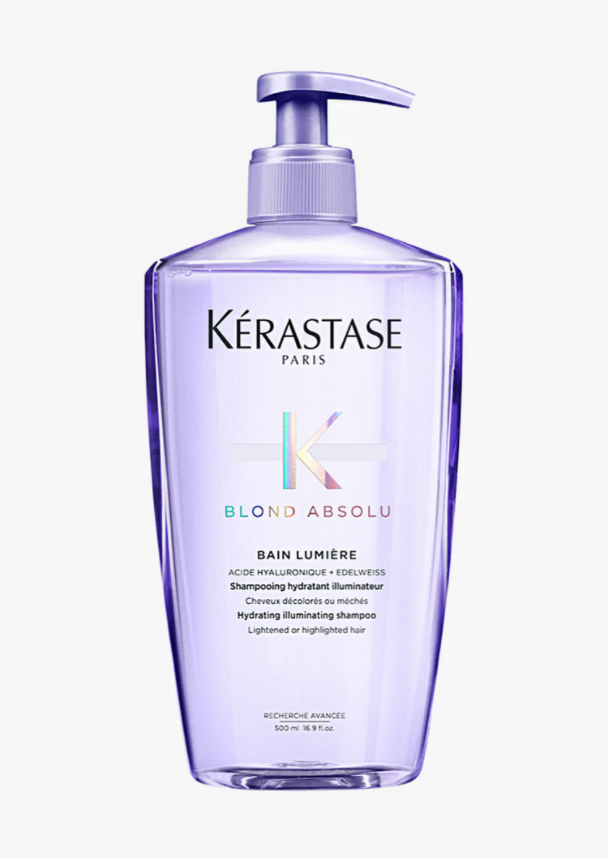 KÉRASTASE
PARIS
K
BLOND ABSOLU
BAIN LUMIÈRE
ACIDE HYALURONIQUE + EDELWEISS
Shampooing hydratant illuminateur
Cheveux décolorés ou méchés
Hydrating illuminating shampoo
Lightened or highlighted hair
RECHERCHE AVANCÉE
500 ml 16.9 fl.oz.